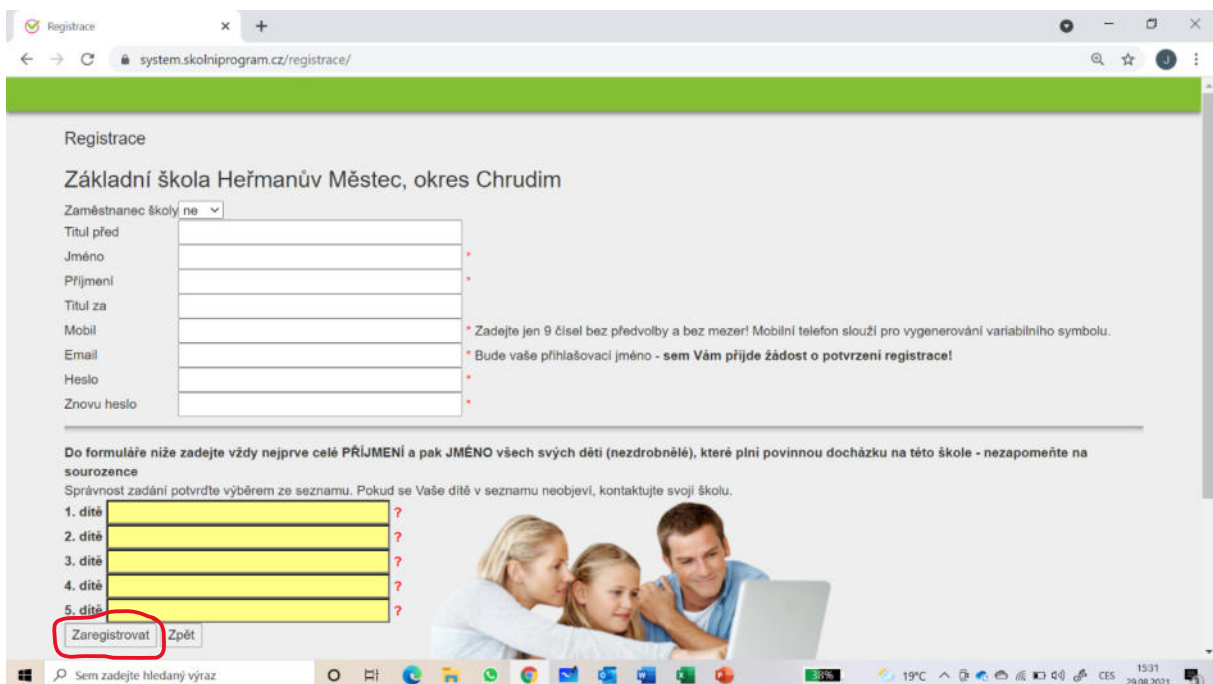 Registrace
system.skolniprogram.cz/registrace/
J
Registrace
Základní škola Heřmanův Městec, okres Chrudim
Zaměstnanec školy ne
Titul před
Jméno *
Příjmení *
Titul za
Mobil * Zadejte jen 9 čísel bez předvolby a bez mezer! Mobilní telefon slouží pro vygenerování variabilního symbolu.
Email * Bude vaše přihlašovací jméno - sem Vám přijde žádost o potvrzení registrace!
Heslo *
Znovu heslo *
Do formuláře níže zadejte vždy nejprve celé PŘÍJMENÍ a pak JMÉNO všech svých dětí (nezdrobnělé), které plní povinnou docházku na této škole - nezapomeňte na
sourozence
Správnost zadání potvrďte výběrem ze seznamu. Pokud se Vaše dítě v seznamu neobjeví, kontaktujte svojí školu.
1. dítě ?
2. dítě ?
3. dítě ?
4. dítě ?
5. dítě ?
Zaregistrovat Zpět
Sem zadejte hledaný výraz
38% 19°C CES 15:31
29.08.2021